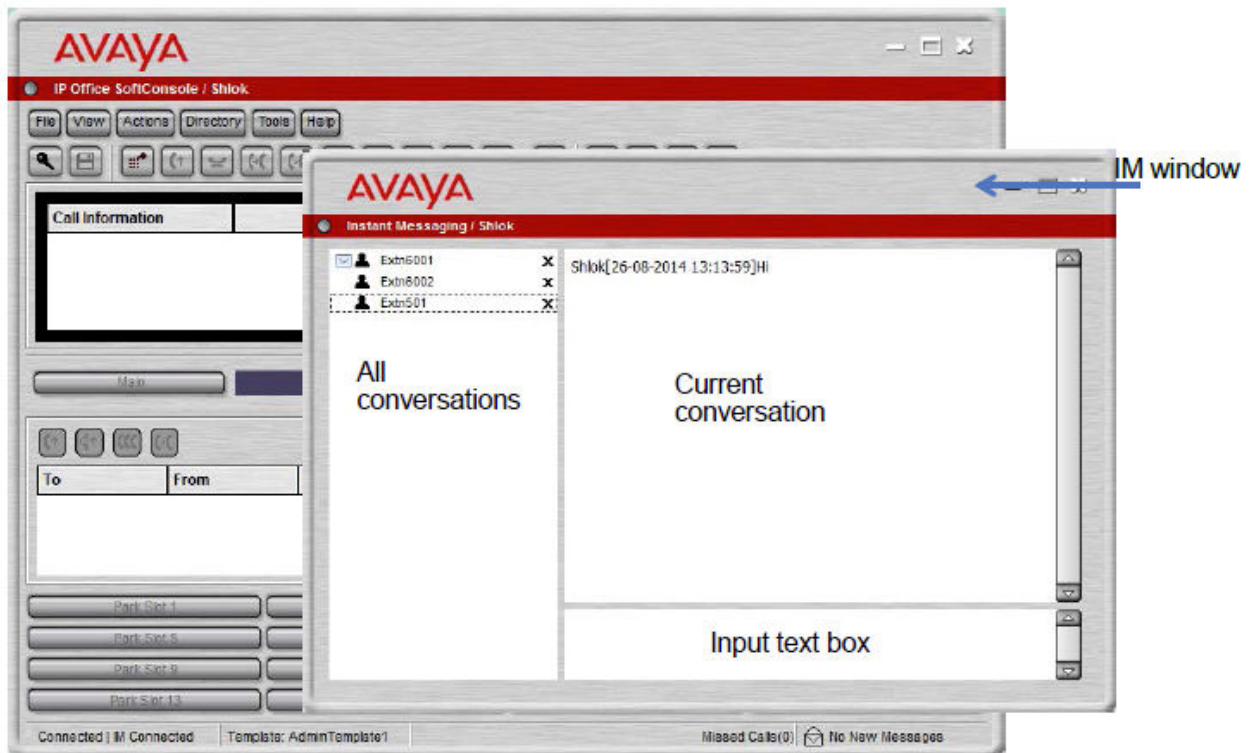 AVAYA
IP Office SoftConsole / Shlok
File View Actions Directory Tools Help
IM window
AVAYA
Call Information
Instant Messaging / Shlok
Extn6001 X
Extn6002 X
Extn501 X
Shlok[26-08-2014 13:13:59]Hi
All
conversations
Current
conversation
Main
To From
Input text box
Park Slot 1
Park Slot 5
Park Slot 9
Park Slot 13
Connected | IM Connected Template: AdminTemplate1 Missed Calls(0) No New Messages